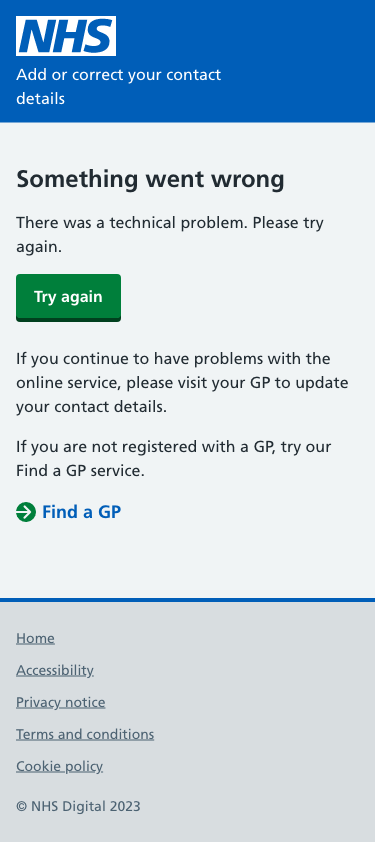 NHS
Add or correct your contact
details
Something went wrong
There was a technical problem. Please try
again.
Try again
If you continue to have problems with the
online service, please visit your GP to update
your contact details.
If you are not registered with a GP, try our
Find a GP service.
Find a GP
Home
Accessibility
Privacy notice
Terms and conditions
Cookie policy
© NHS Digital 2023